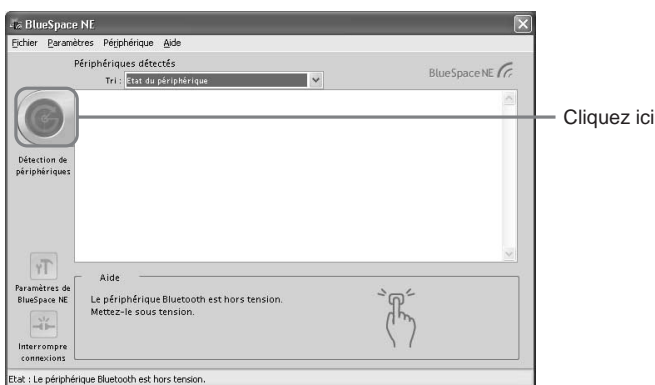 BlueSpace NE
Fichier Paramètres Périphérique Aide
Périphériques détectés
Tri : Etat du périphérique
BlueSpace NE
Cliquez ici
Détection de
périphériques
Paramètres de
BlueSpace NE
Interrompre
connexions
Aide
Le périphérique Bluetooth est hors tension.
Mettez-le sous tension.
Etat : Le périphérique Bluetooth est hors tension.